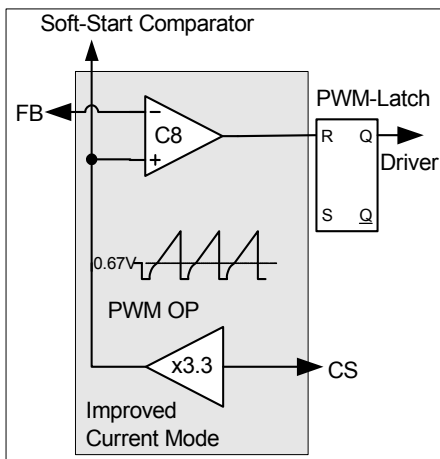 Soft-Start Comparator
FB
−
C8
+
PWM-Latch
R Q
Driver
S Q
0.67V
PWM OP
x3.3
CS
Improved
Current Mode